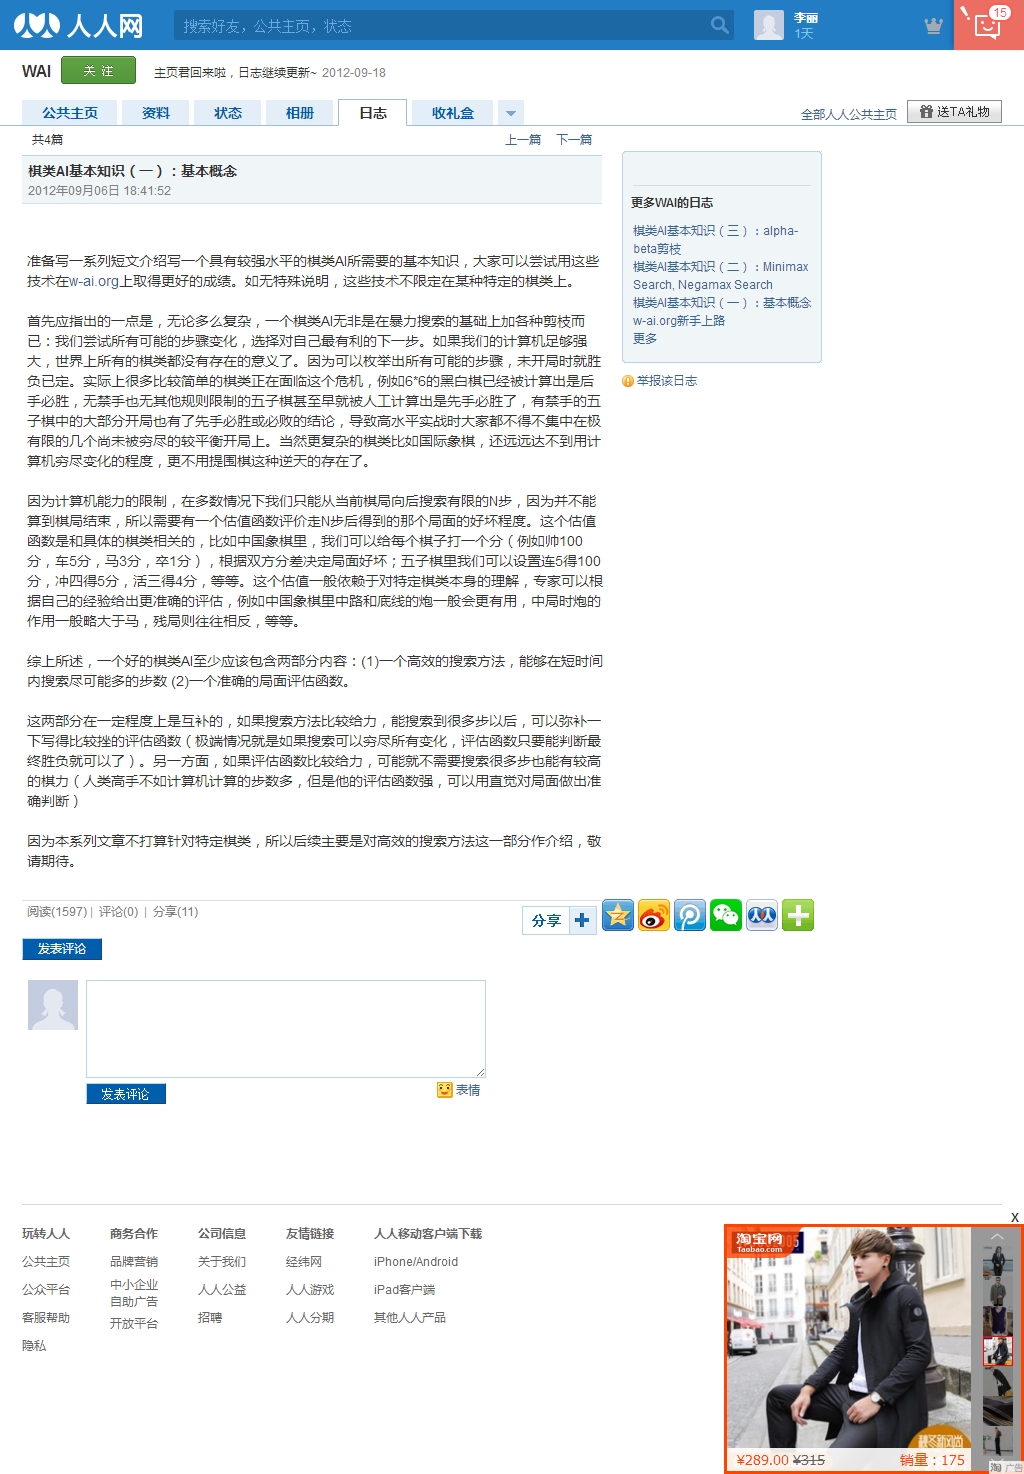 人人网
搜索好友，公共主页，状态
李丽
1天
15
WAI
关 注
主页君回来啦，日志继续更新~ 2012-09-18
公共主页
资料
状态
相册
日志
收礼盒
全部人人公共主页
送TA礼物
共4篇
上一篇 下一篇
棋类AI基本知识（一）：基本概念
2012年09月06日 18:41:52
准备写一系列短文介绍写一个具有较强水平的棋类AI所需要的基本知识，大家可以尝试用这些
技术在w-ai.org上取得更好的成绩。如无特殊说明，这些技术不限定在某种特定的棋类上。
首先应指出的一点是，无论多么复杂，一个棋类AI无非是在暴力搜索的基础上加各种剪枝而
已：我们尝试所有可能的步骤变化，选择对自己最有利的下一步。如果我们的计算机足够强
大，世界上所有的棋类都没有存在的意义了。因为可以枚举出所有可能的步骤，未开局时就胜
负已定。实际上很多比较简单的棋类正在面临这个危机，例如6*6的黑白棋已经被计算出是后
手必胜，无禁手也无其他规则限制的五子棋甚至早就被人工计算出是先手必胜了，有禁手的五
子棋中的大部分开局也有了先手必胜或必败的结论，导致高水平实战时大家都不得不集中在极
有限的几个尚未被穷尽的较平衡开局上。当然更复杂的棋类比如国际象棋，还远远达不到用计
算机穷尽变化的程度，更不用提围棋这种逆天的存在了。
因为计算机能力的限制，在多数情况下我们只能从当前棋局向后搜索有限的N步，因为并不能
算到棋局结束，所以需要有一个估值函数评价走N步后得到的那个局面的好坏程度。这个估值
函数是和具体的棋类相关的，比如中国象棋里，我们可以给每个棋子打一个分（例如帅100
分，车5分，马3分，卒1分），根据双方分差决定局面好坏；五子棋里我们可以设置连5得100
分，冲四得5分，活三得4分，等等。这个估值一般依赖于对特定棋类本身的理解，专家可以根
据自己的经验给出更准确的评估，例如中国象棋里中路和底线的炮一般会更有用，中局时炮的
作用一般略大于马，残局则往往相反，等等。
综上所述，一个好的棋类AI至少应该包含两部分内容：(1)一个高效的搜索方法，能够在短时间
内搜索尽可能多的步数 (2)一个准确的局面评估函数。
这两部分在一定程度上是互补的，如果搜索方法比较给力，能搜索到很多步以后，可以弥补一
下写得比较挫的评估函数（极端情况就是如果搜索可以穷尽所有变化，评估函数只要能判断最
终胜负就可以了）。另一方面，如果评估函数比较给力，可能就不需要搜索很多步也能有较高
的棋力（人类高手不如计算机计算的步数多，但是他的评估函数强，可以用直觉对局面做出准
确判断）
因为本系列文章不打算针对特定棋类，所以后续主要是对高效的搜索方法这一部分作介绍，敬
请期待。
更多WAI的日志
棋类AI基本知识（三）：alpha-
beta剪枝
棋类AI基本知识（二）：Minimax
Search, Negamax Search
棋类AI基本知识（一）：基本概念
w-ai.org新手上路
更多
举报该日志
阅读(1597) | 评论(0) | 分享(11)
分享
发表评论
发表评论
表情
玩转人人
公共主页
公众平台
客服帮助
隐私
商务合作
品牌营销
中小企业
自助广告
开放平台
公司信息
关于我们
人人公益
招聘
友情链接
经纬网
人人游戏
人人分期
人人移动客户端下载
iPhone/Android
iPad客户端
其他人人产品
X
淘宝网
Taobao.com
¥289.00 ¥315
销量：175
淘 广告